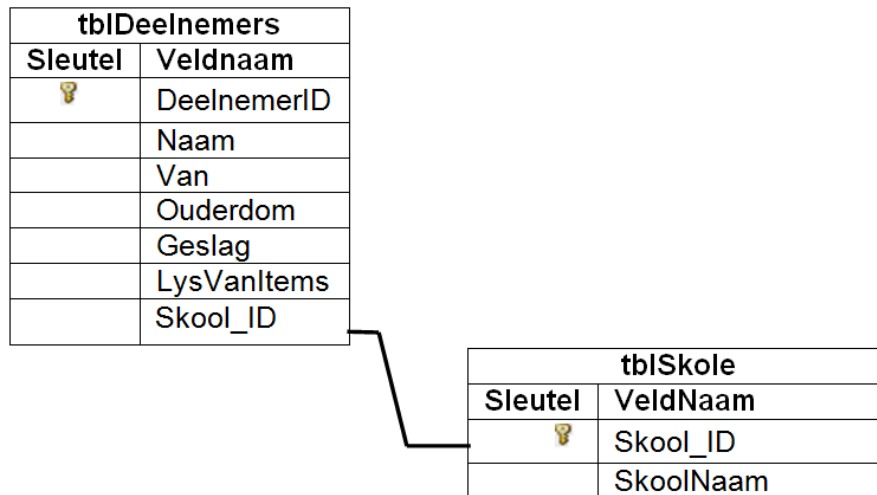 tblDeelnemers
Sleutel Veldnaam
DeelnemerID
Naam
Van
Ouderdom
Geslag
LysVanItems
Skool_ID
tblSkole
Sleutel VeldNaam
Skool_ID
SkoolNaam